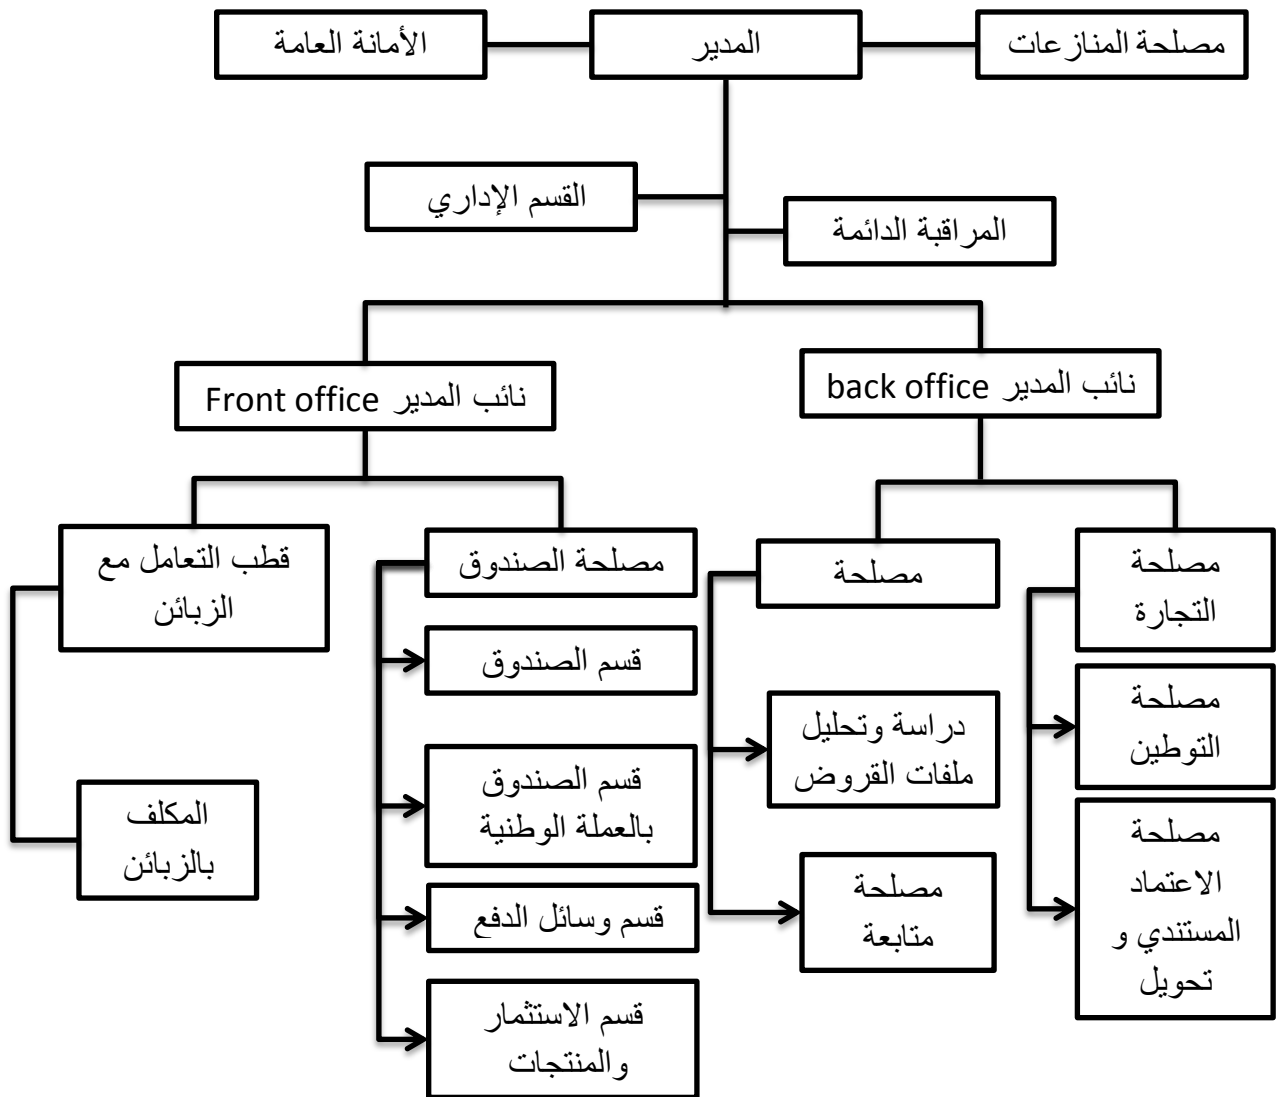 مصلحة المنازعات
المدير
الأمانة العامة
القسم الإداري
المراقبة الدائمة
نائب المدير back office
نائب المدير Front office
مصلحة
التجارة
مصلحة
مصلحة الصندوق
قطب التعامل مع
الزبائن
قسم الصندوق
مصلحة
التوطين
دراسة وتحليل
ملفات القروض
قسم الصندوق
بالعملة الوطنية
المكلف
بالزبائن
مصلحة
الاعتماد
المستندي و
تحويل
مصلحة
متابعة
قسم وسائل الدفع
قسم الاستثمار
والمنتجات